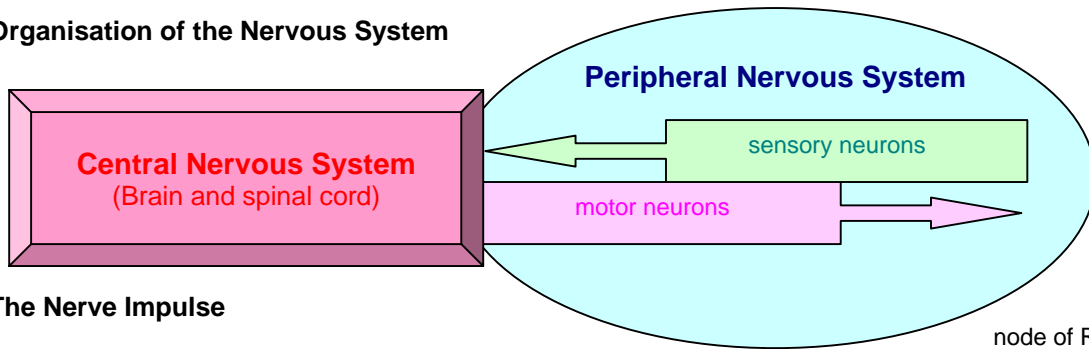 Organisation of the Nervous System
Peripheral Nervous System
sensory neurons
Central Nervous System
(Brain and spinal cord)
motor neurons
The Nerve Impulse
node of R